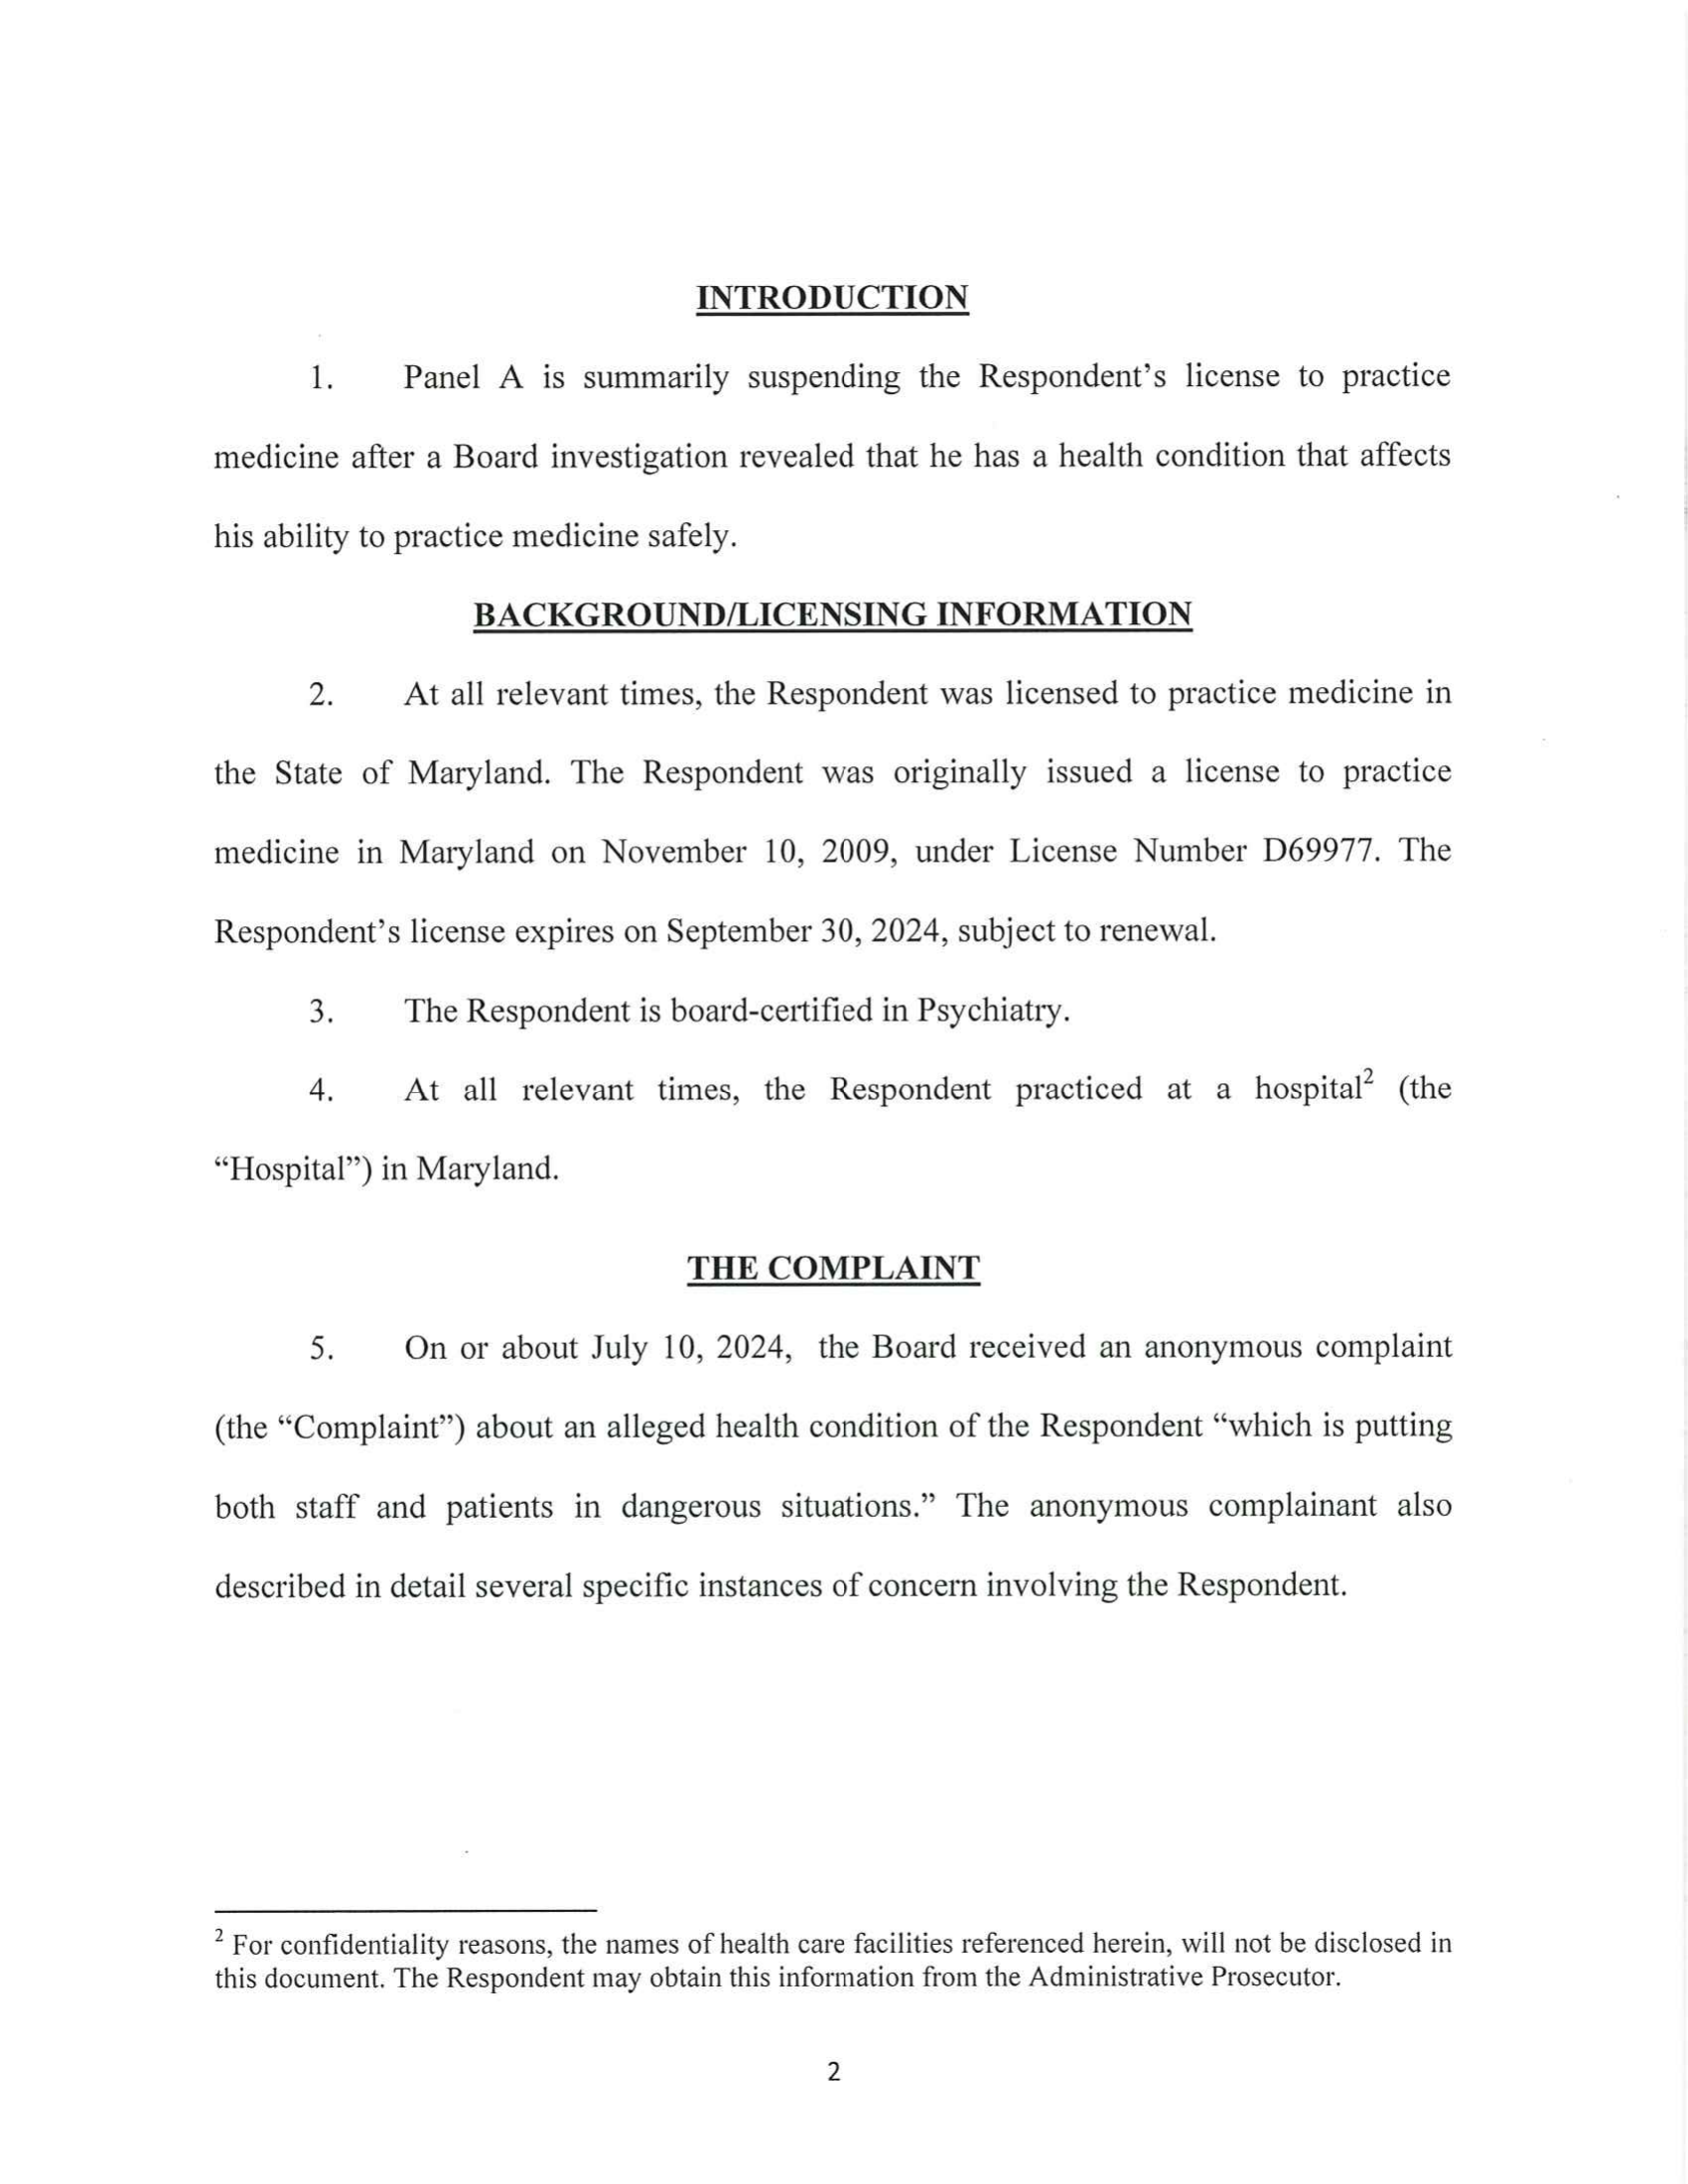 INTRODUCTION
1. Panel A is summarily suspending the Respondent's license to practice
medicine after a Board investigation revealed that he has a health condition that affects
his ability to practice medicine safely.
BACKGROUND/LICENSING INFORMATION
2. At all relevant times, the Respondent was licensed to practice medicine in
the State of Maryland. The Respondent was originally issued a license to practice
medicine in Maryland on November 10, 2009, under License Number D69977. The
Respondent's license expires on September 30, 2024, subject to renewal.
3. The Respondent is board-certified in Psychiatry.
4. At all relevant times, the Respondent practiced at a hospital² (the
“Hospital”) in Maryland.
THE COMPLAINT
5. On or about July 10, 2024, the Board received an anonymous complaint
(the “Complaint”) about an alleged health condition of the Respondent “which is putting
both staff and patients in dangerous situations.” The anonymous complainant also
described in detail several specific instances of concern involving the Respondent.
² For confidentiality reasons, the names of health care facilities referenced herein, will not be disclosed in
this document. The Respondent may obtain this information from the Administrative Prosecutor.
2